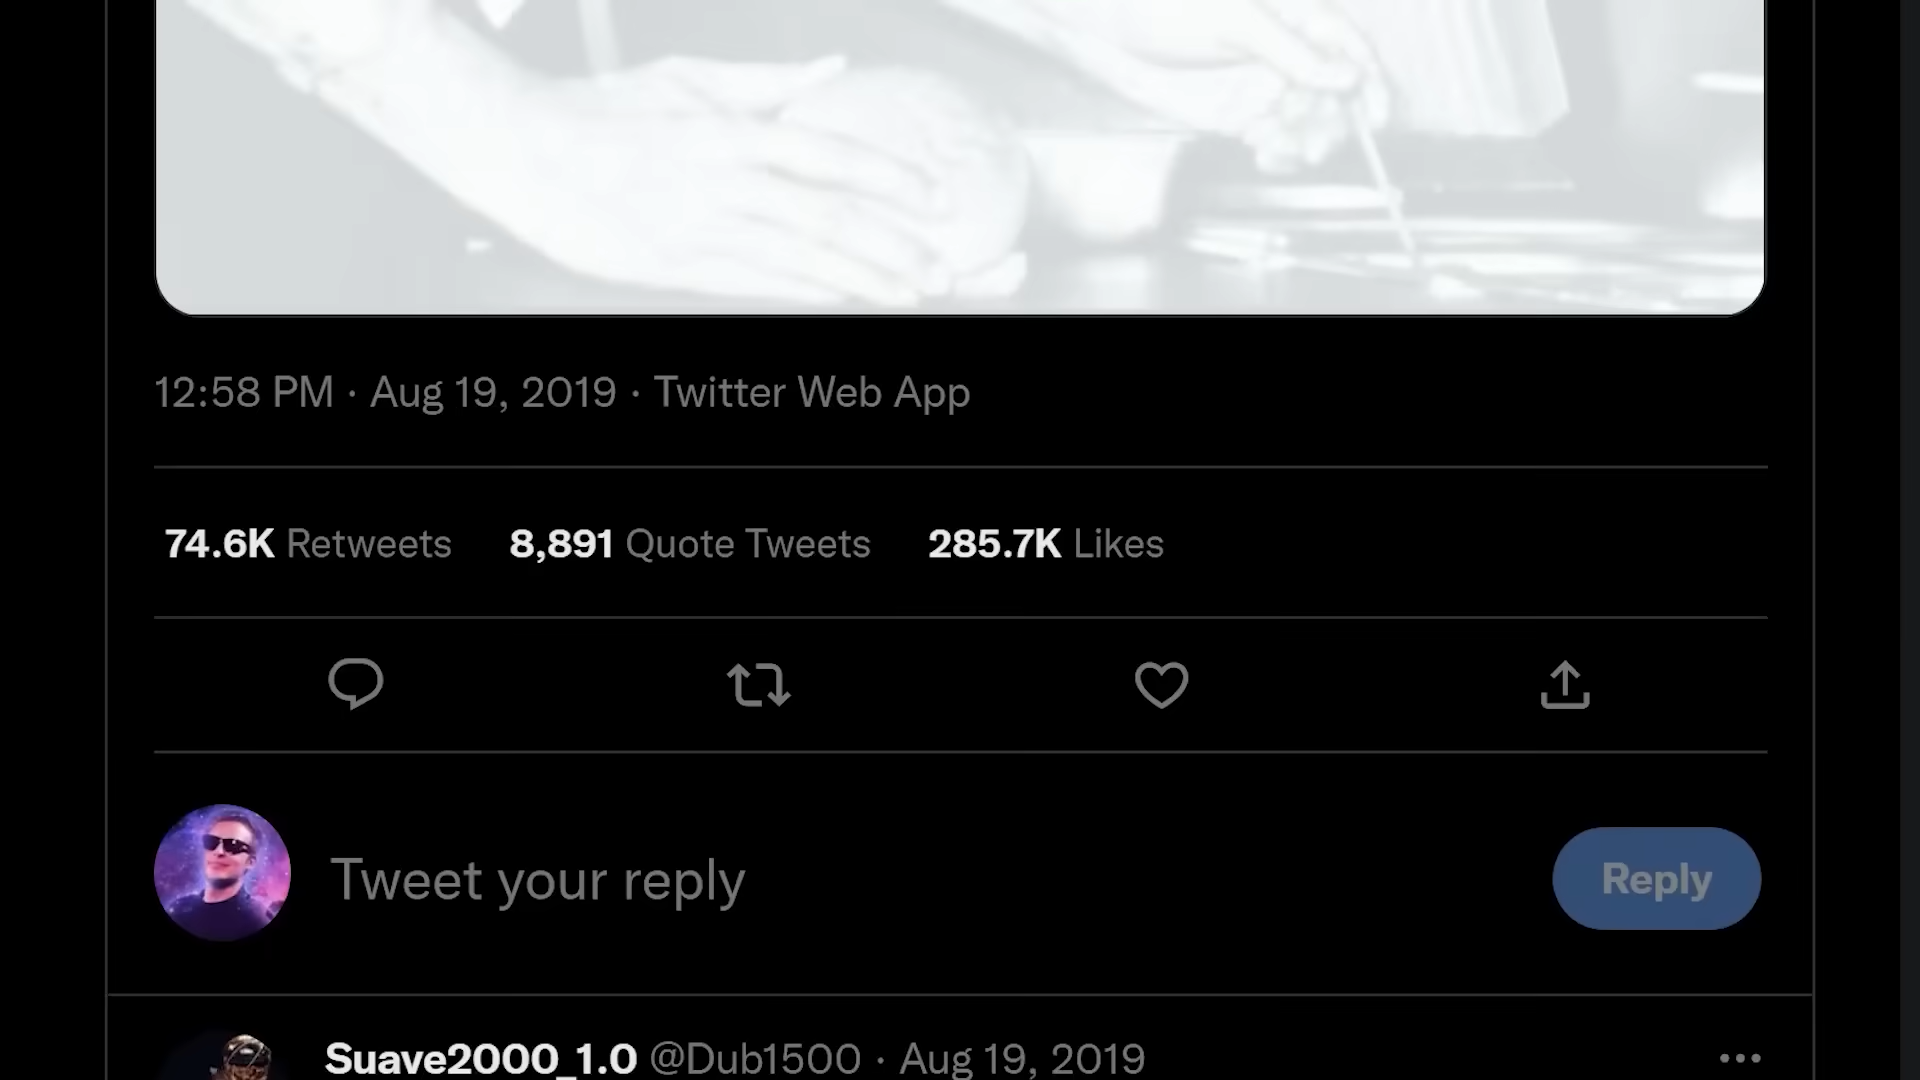 12:58 PM · Aug 19, 2019 · Twitter Web App
74.6K Retweets 8,891 Quote Tweets 285.7K Likes
Tweet your reply
Reply
Suave2000_1.0 @Dub1500 · Aug 19, 2019